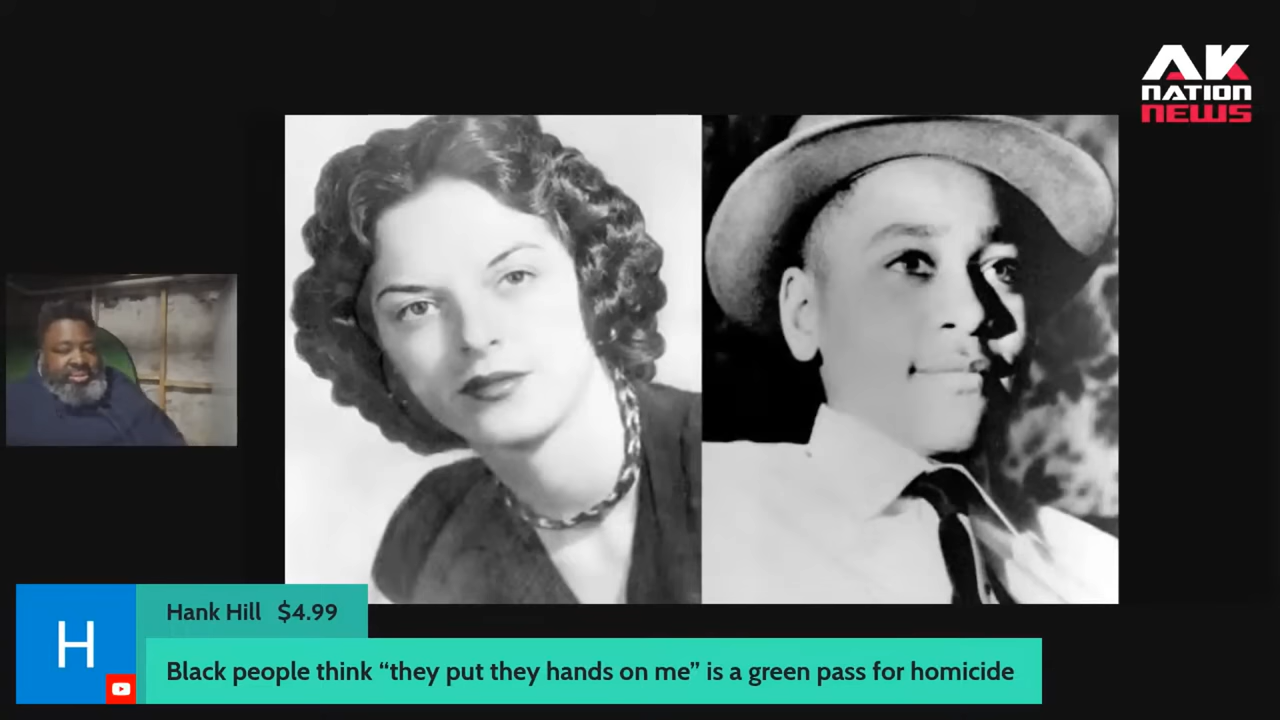 AK
NATION
NEWS
H
Hank Hill $4.99
Black people think “they put they hands on me” is a green pass for homicide